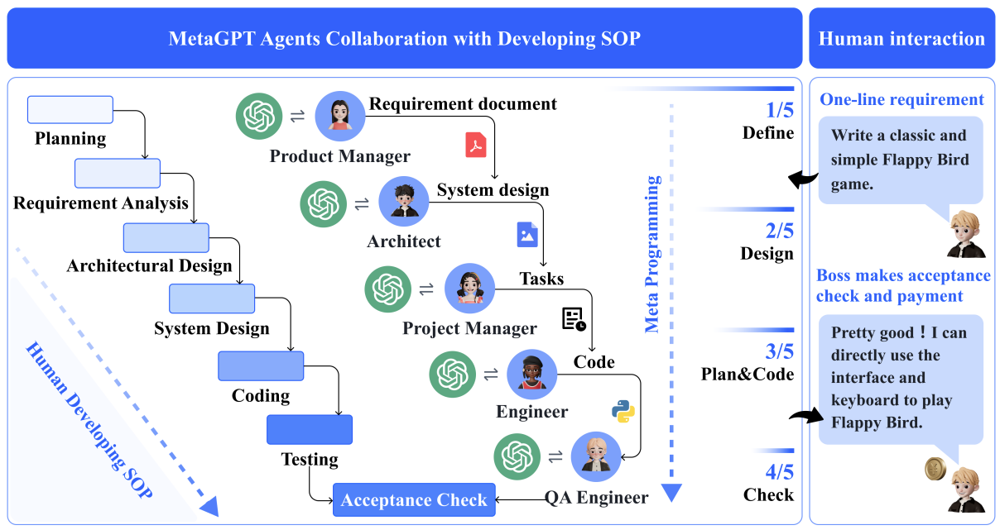 MetaGPT Agents Collaboration with Developing SOP
Human interaction
Planning
Requirement Analysis
Architectural Design
System Design
Coding
Testing
Human Developing SOP
Requirement document
Product Manager
System design
Architect
Tasks
Project Manager
Code
Engineer
QA Engineer
Acceptance Check
Meta Programming
1/5
Define
2/5
Design
3/5
Plan&Code
4/5
Check
One-line requirement
Write a classic and
simple Flappy Bird
game.
Boss makes acceptance
check and payment
Pretty good！I can
directly use the
interface and
keyboard to play
Flappy Bird.